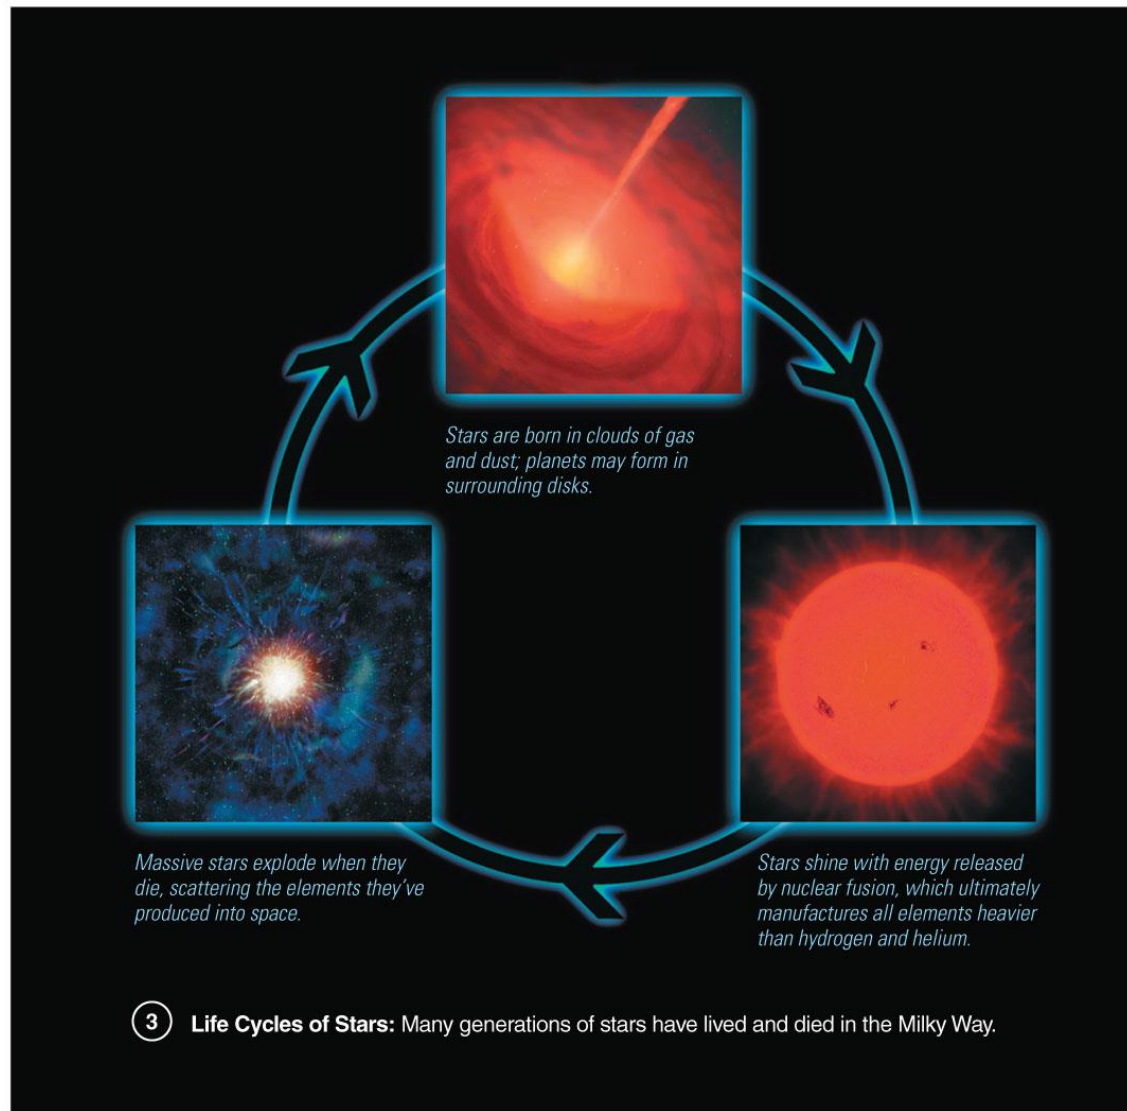 Stars are born in clouds of gas
and dust; planets may form in
surrounding disks.
Massive stars explode when they
die, scattering the elements they've
produced into space.
Stars shine with energy released
by nuclear fusion, which ultimately
manufactures all elements heavier
than hydrogen and helium.
3 Life Cycles of Stars: Many generations of stars have lived and died in the Milky Way.